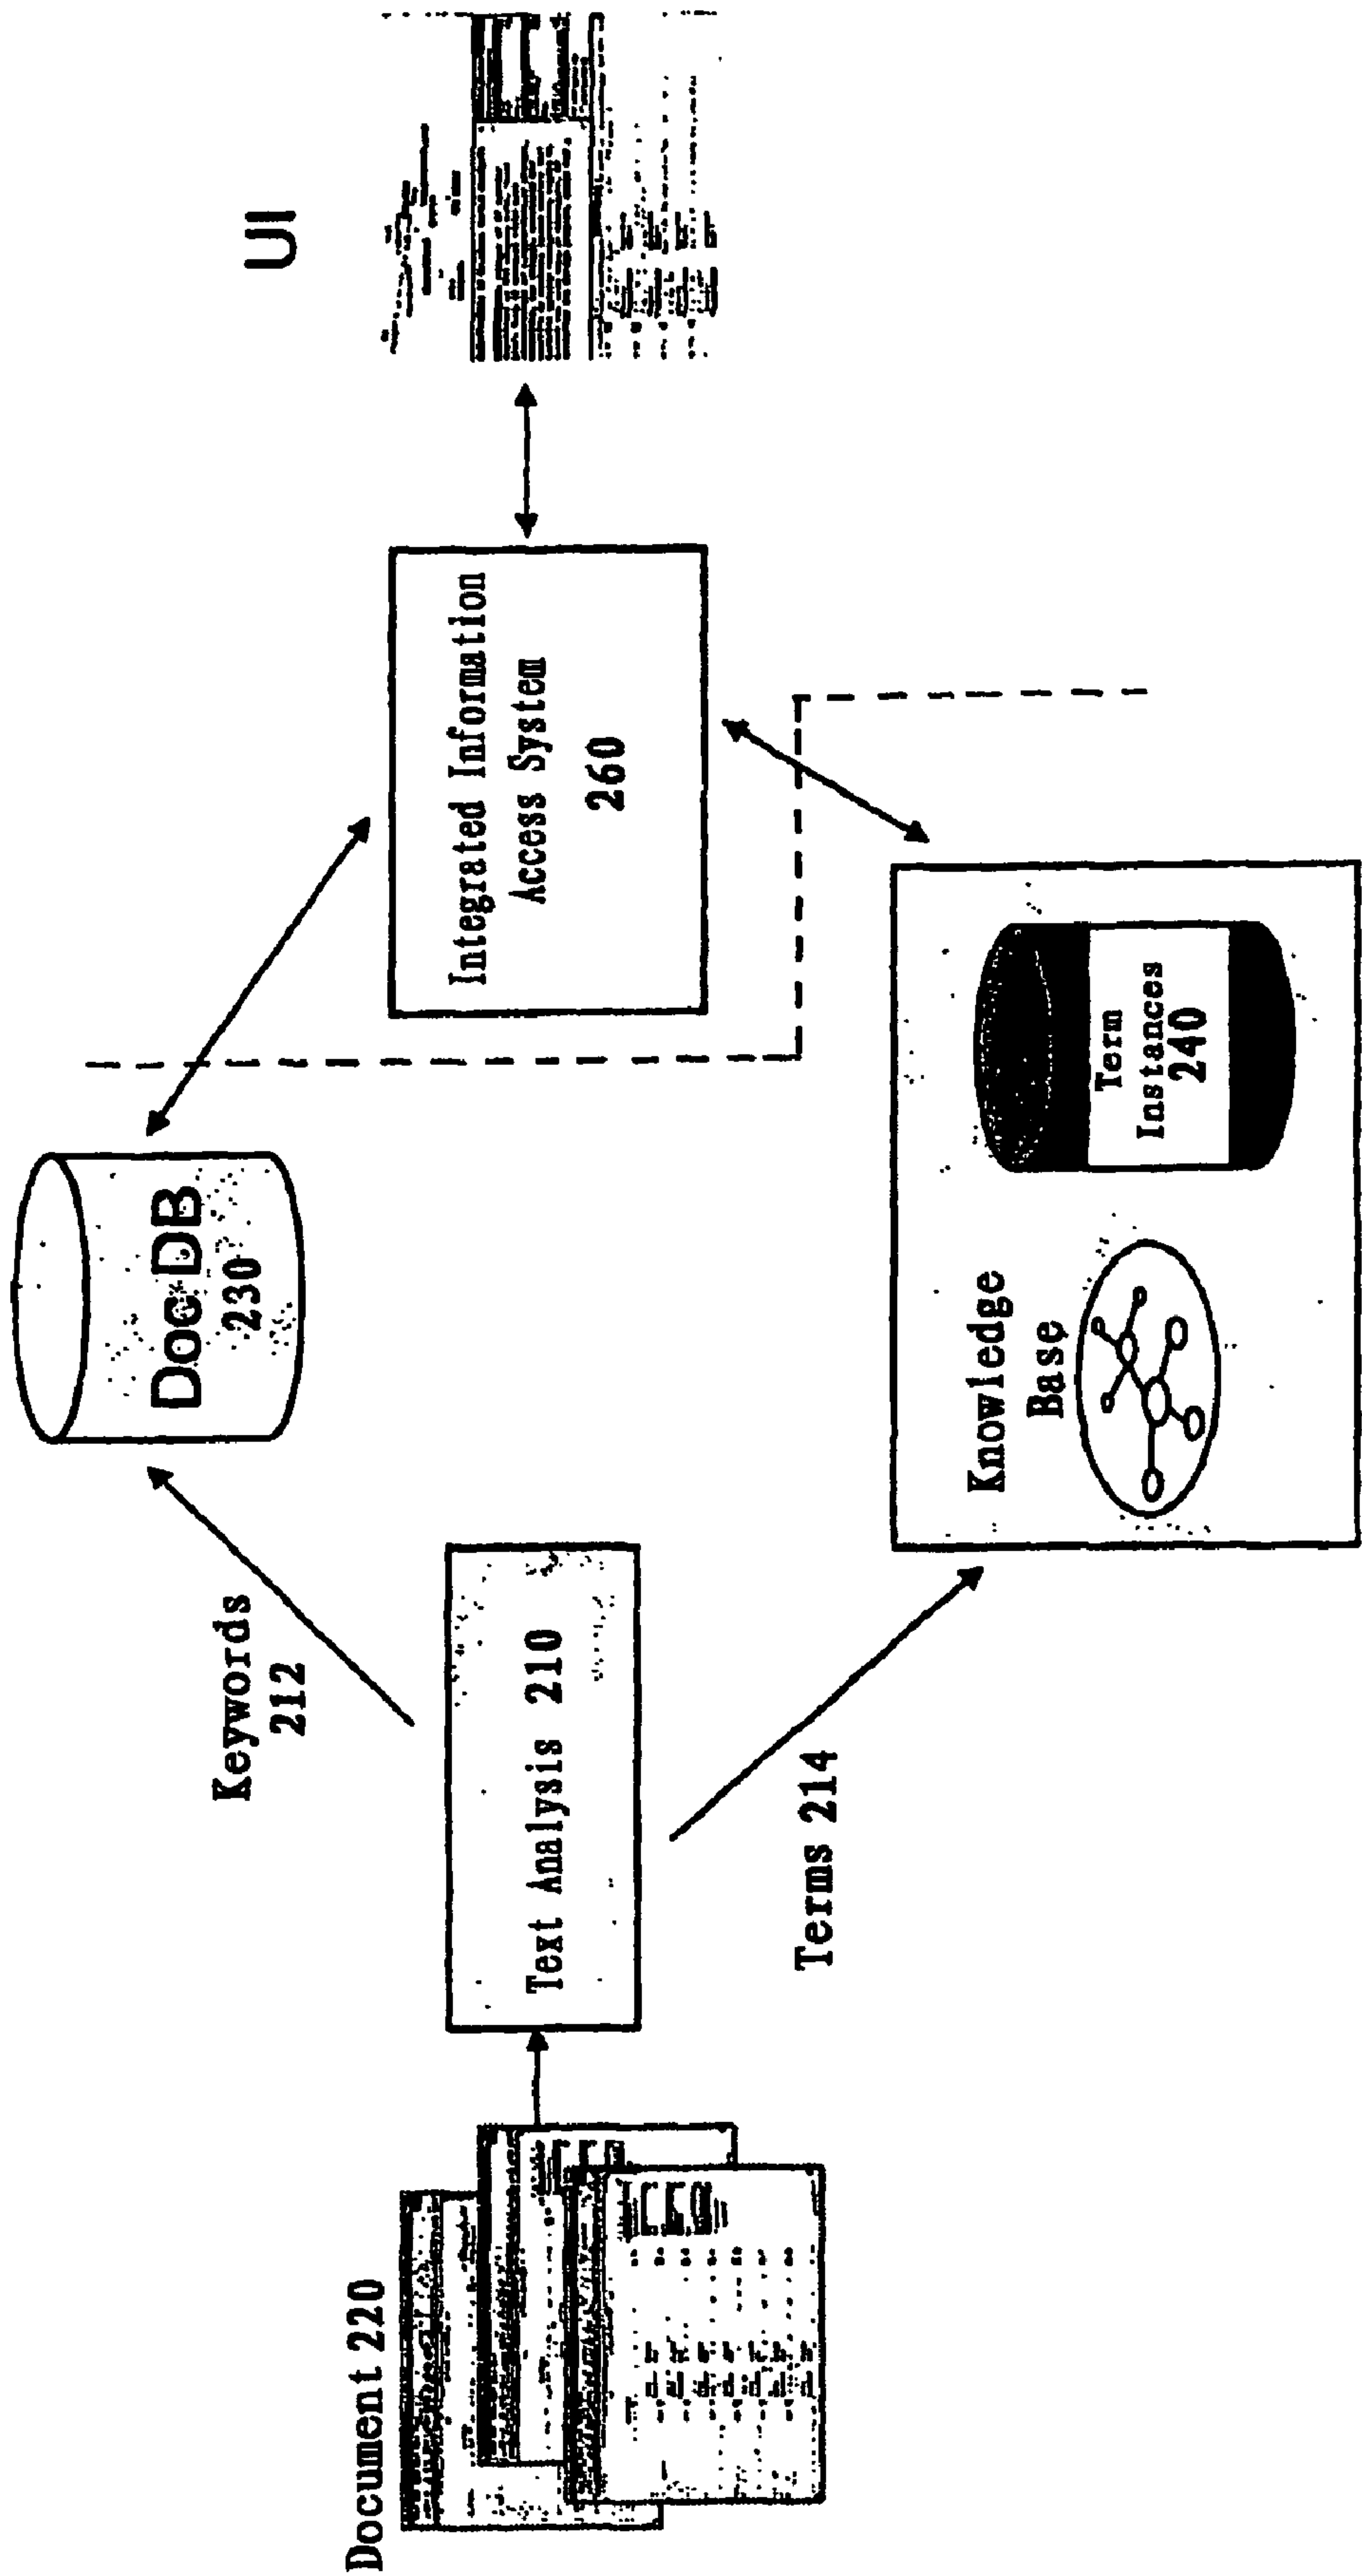 Document 220
Text Analysis 210
Keywords
212
Terms 214
Doc DB
230
Knowledge
Base
Term
Instances
240
Integrated Information
Access System
260
UI